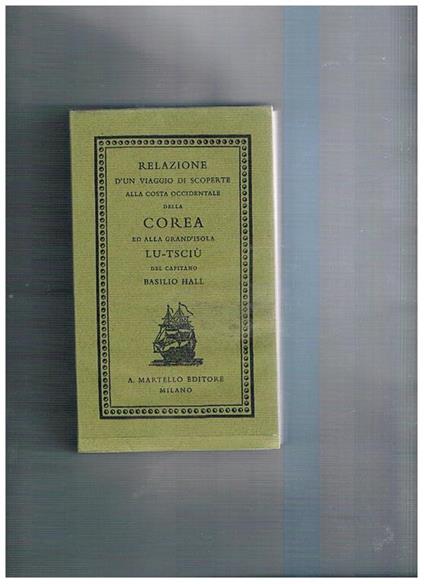 RELAZIONE
D'UN VIAGGIO DI SCOPERTE
ALLA COSTA OCCIDENTALE
DELLA
COREA
ED ALLA GRAND'ISOLA
LU-TSCIÙ
DEL CAPITANO
BASILIO HALL
A. MARTELLO EDITORE
MILANO